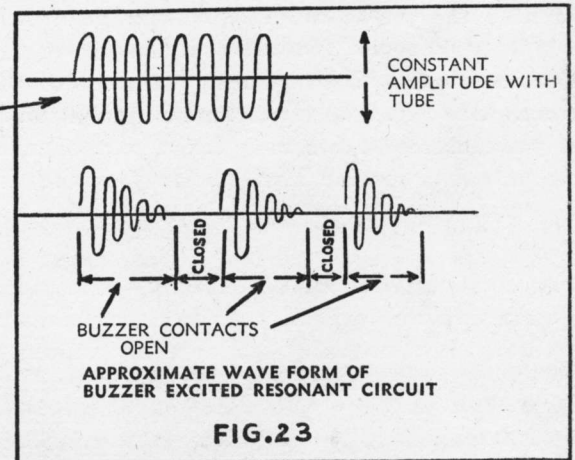 CONSTANT
AMPLITUDE WITH
TUBE
CLOSED
CLOSED
BUZZER CONTACTS
OPEN
APPROXIMATE WAVE FORM OF
BUZZER EXCITED RESONANT CIRCUIT
FIG.23